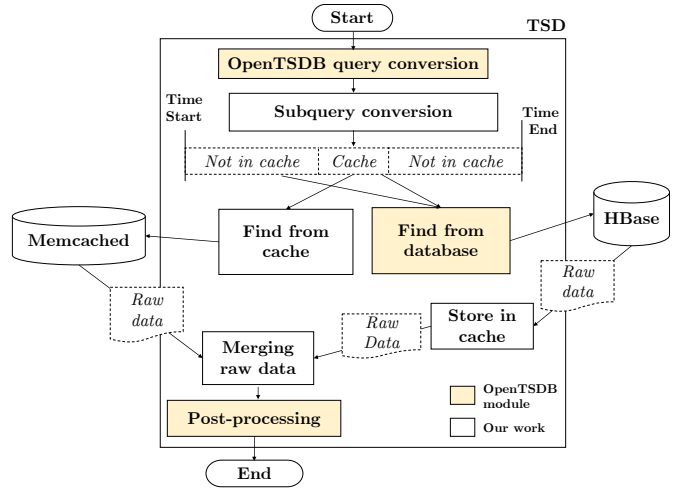 Start
TSD
OpenTSDB query conversion
Time
Start
Subquery conversion
Time
End
Not in cache
Cache
Not in cache
Memcached
Find from
cache
Find from
database
HBase
Raw
data
Raw
data
Raw
Data
Store in
cache
Merging
raw data
OpenTSDB
module
Post-processing
Our work
End